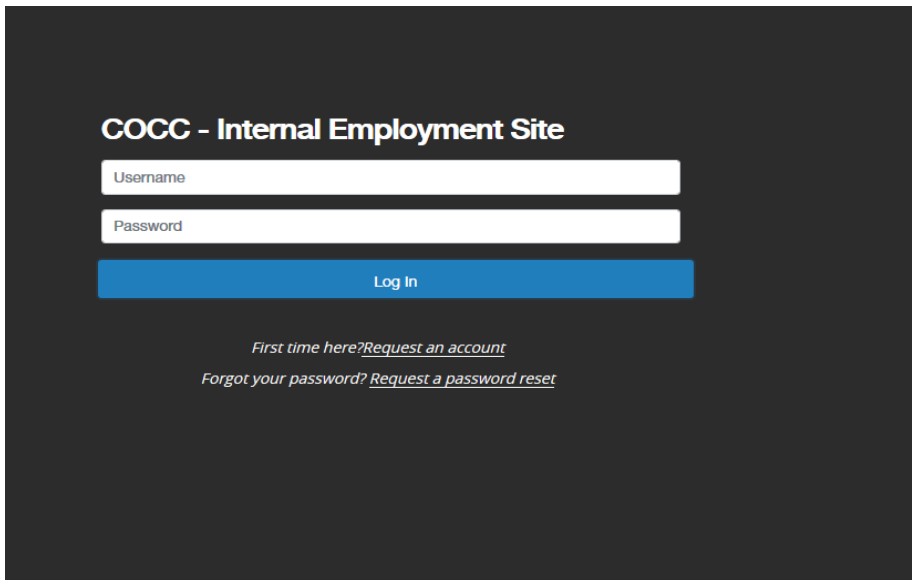 COCC - Internal Employment Site
Username
Password
Log In
First time here?Request an account
Forgot your password? Request a password reset